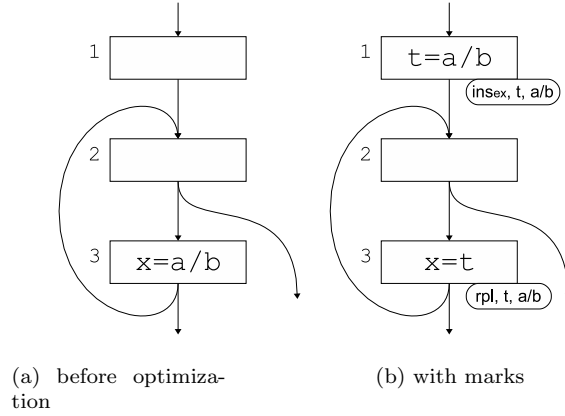 1
2
3
x=a/b
(a) before optimiza-
tion
1
t=a/b
insex, t, a/b
2
3
x=t
rpl, t, a/b
(b) with marks